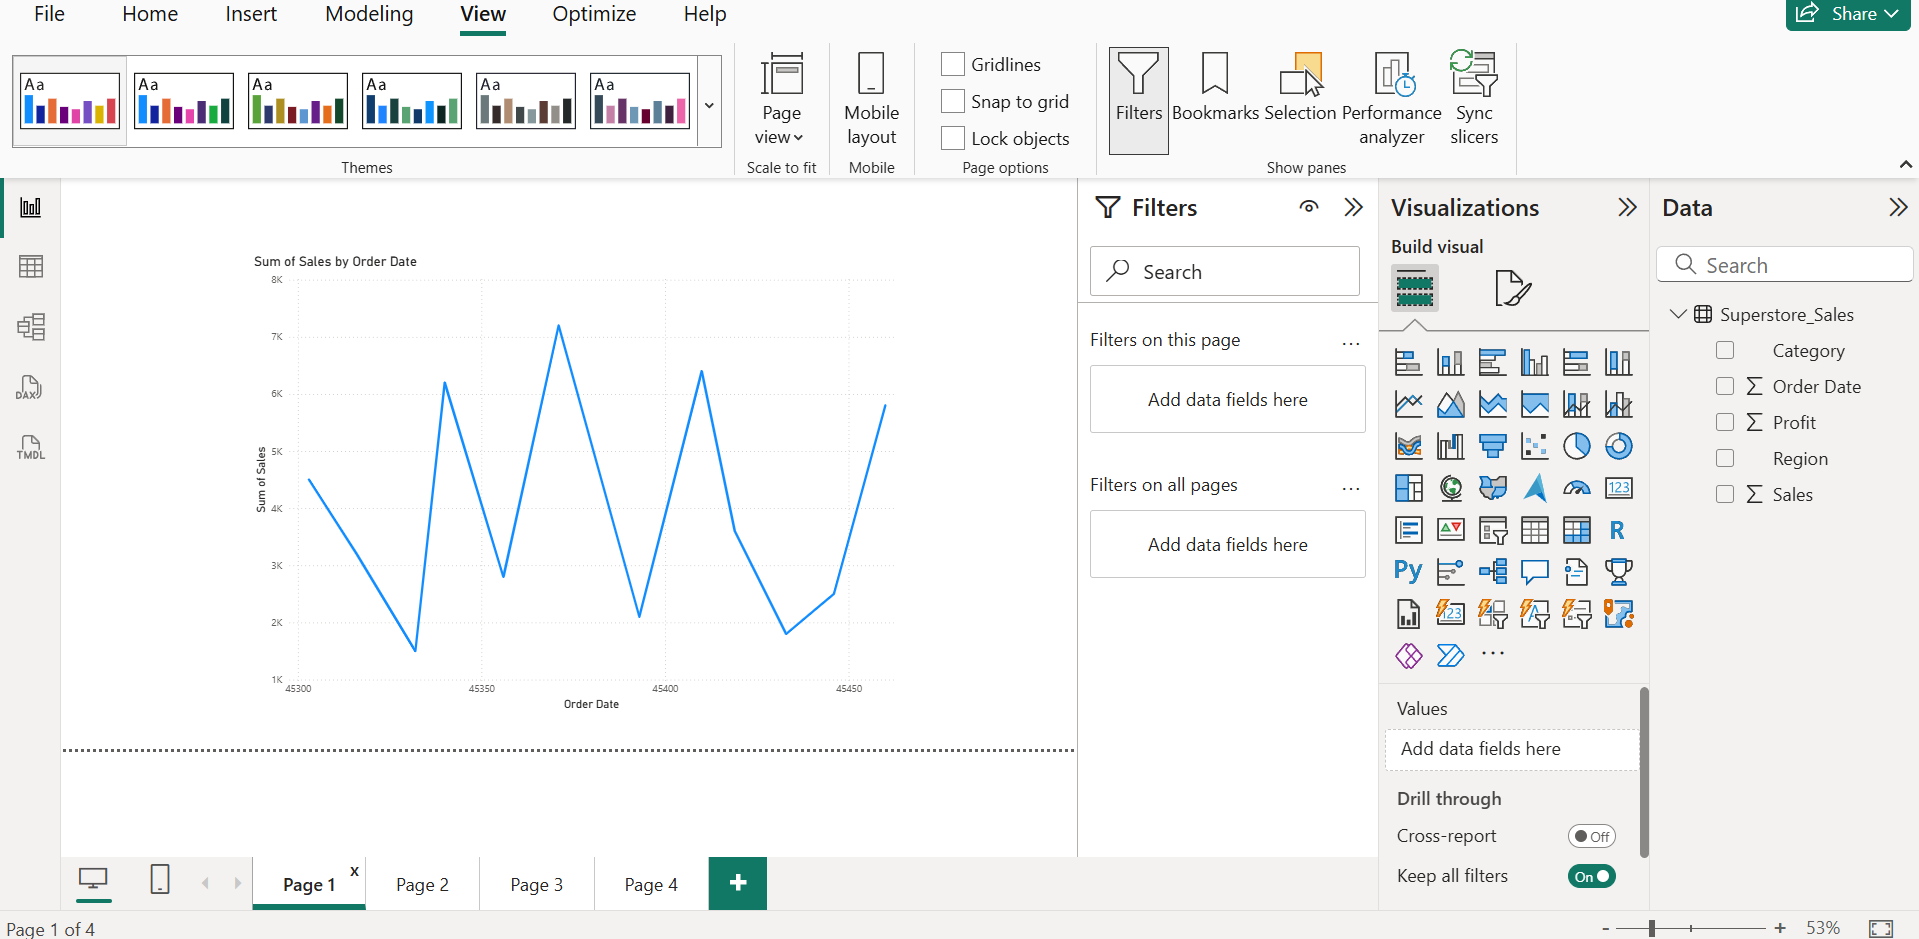 File Home Insert Modeling View Optimize Help
Share
Aa Aa Aa Aa Aa Aa
Themes
Page
view
Scale to fit
Mobile
layout
Mobile
Gridlines
Snap to grid
Lock objects
Page options
Filters
Bookmarks
Selection
Performance
analyzer
Sync
slicers
Show panes
DAX
TMDL
Sum of Sales by Order Date
Sum of Sales
8K
7K
6K
5K
4K
3K
2K
1K
45300 45350 45400 45450
Order Date
Filters
Search
Filters on this page ...
Add data fields here
Filters on all pages ...
Add data fields here
Visualizations
Build visual
123
R
Py
123
A
...
Values
Add data fields here
Drill through
Cross-report Off
Keep all filters On
Data
Search
Superstore_Sales
Category
Σ Order Date
Σ Profit
Region
Σ Sales
Page 1 x
Page 2
Page 3
Page 4
+
Page 1 of 4
- + 53%